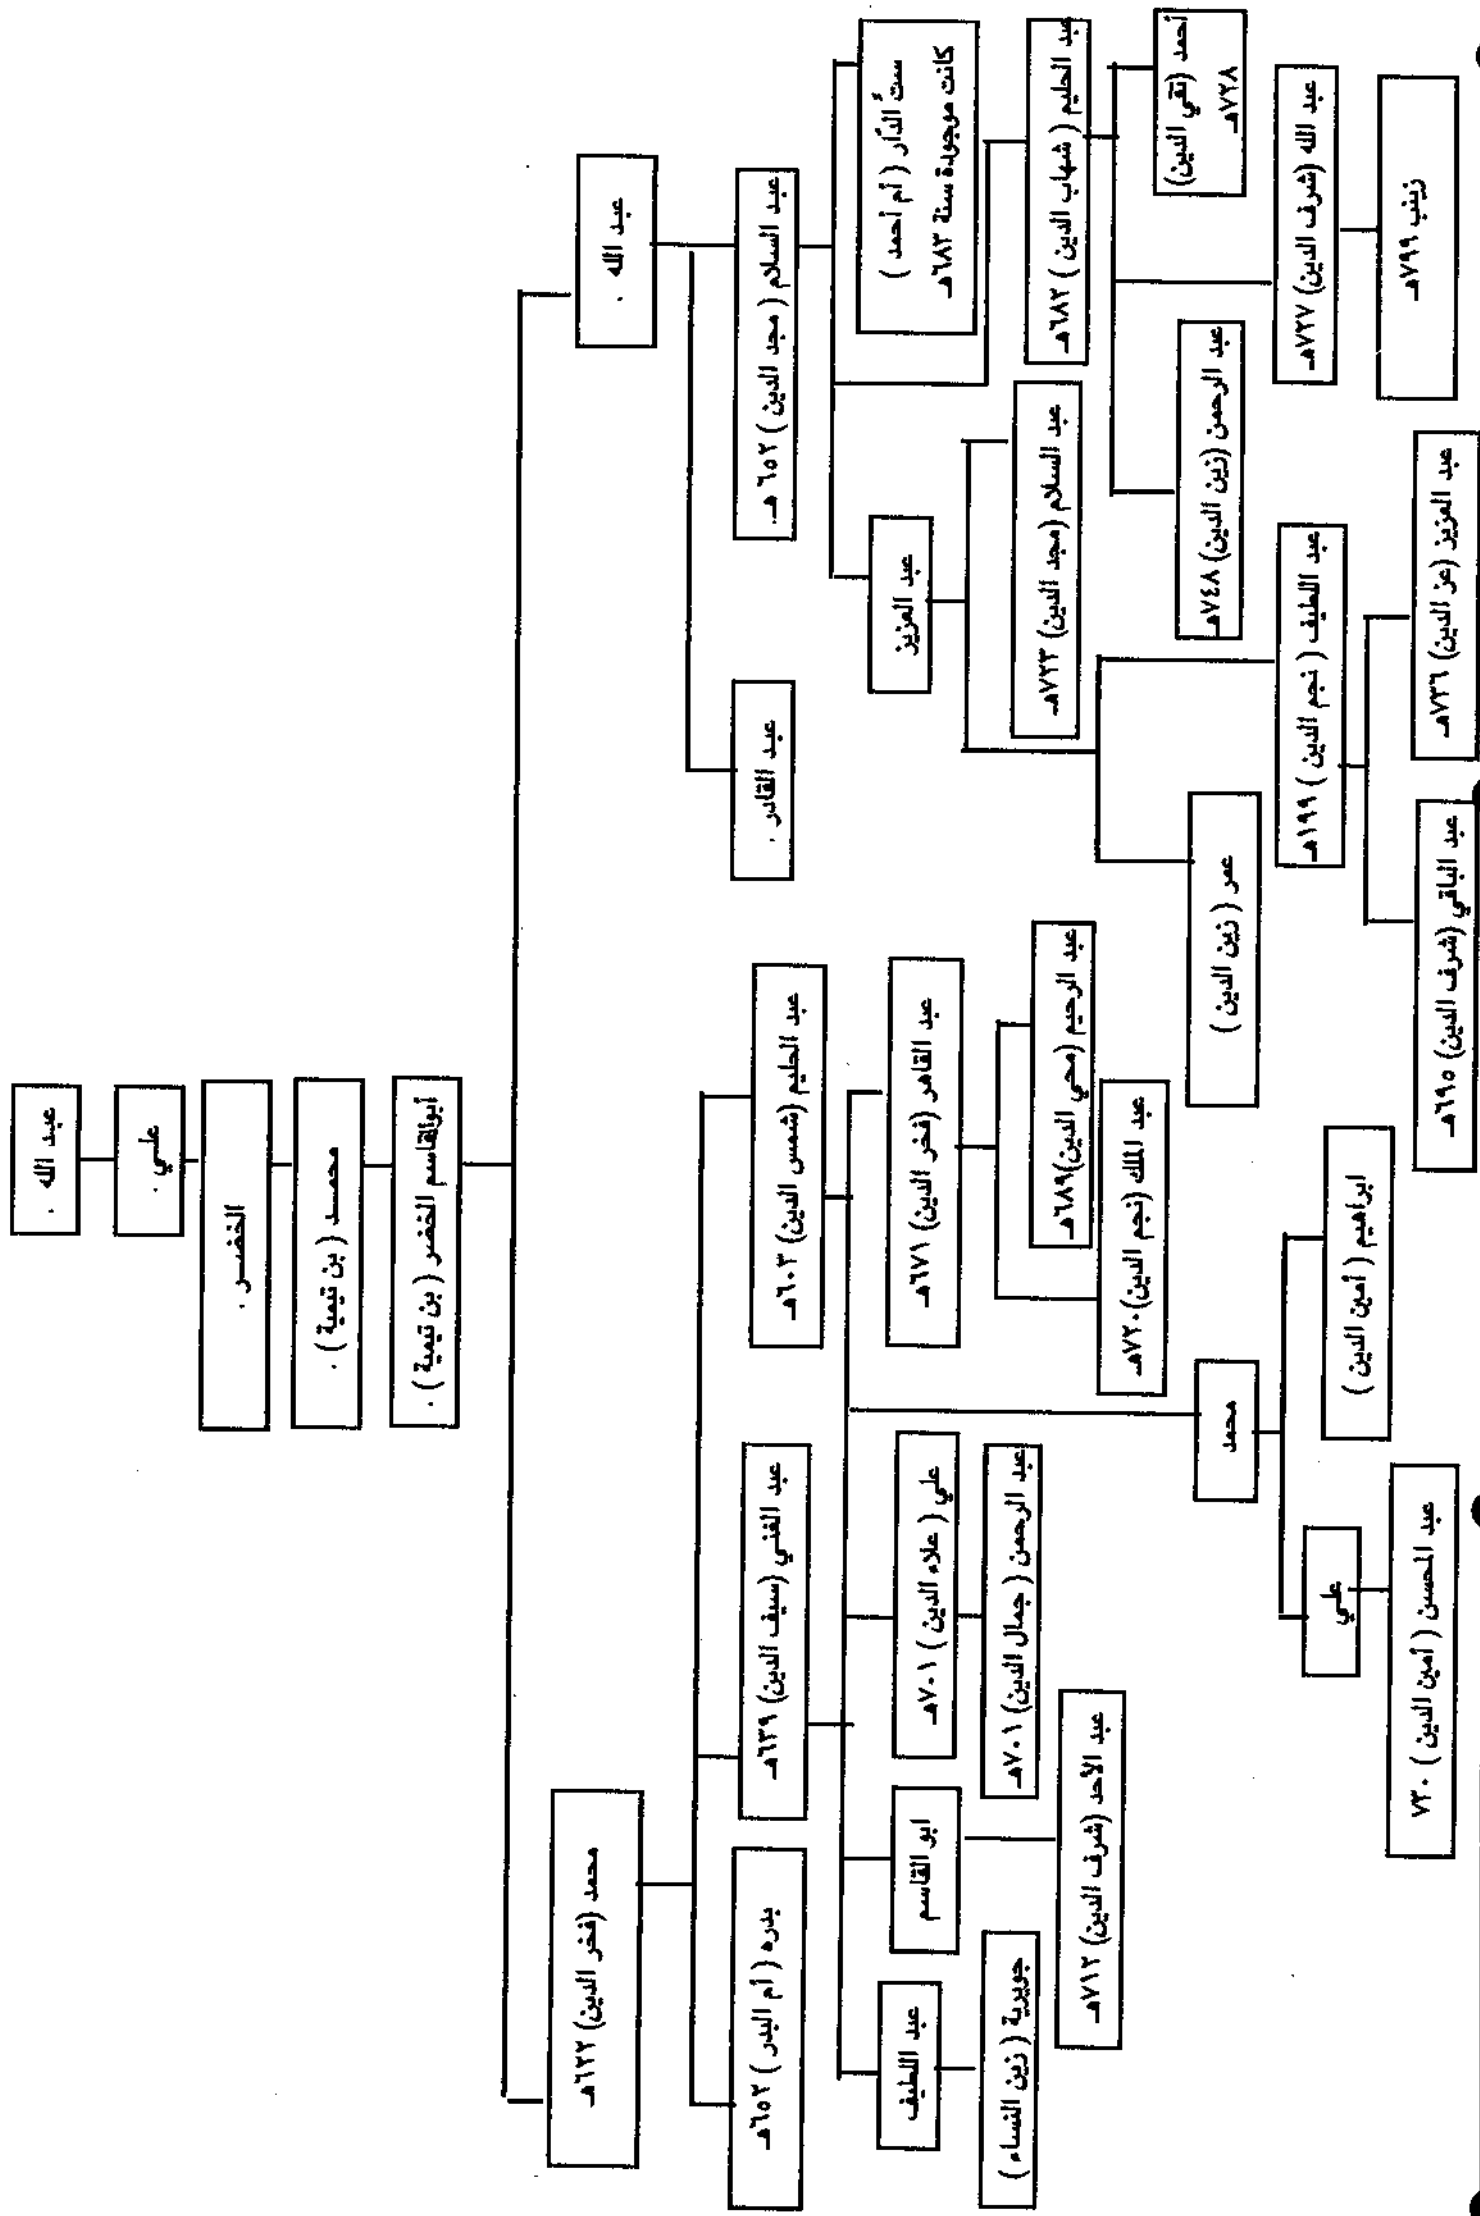 عبد الله .
علي .
الخضـــر .
محمـــد ( بن تيمية ) .
أبوالقاسم الخضر ( بن تيمية ) .
عبد الله .
محمد (فخر الدين) ٦٢٢هـ
عبد السلام ( مجد الدين ) ٦٥٢ هـ.
عبد القادر .
عبد الحليم (شمس الدين) ٦٠٣هـ
عبد الغني (سيف الدين) ٦٣٩هـ
بدره ( أم البدر ) ٦٥٢هـ
ستُ الدّار ( أم أحمد )
كانت موجودة سنة ٦٨٣هـ
عبد العزيز
عبد القاهر (فخر الدين) ٦٧١هـ
علي ( علاء الدين ) ٧٠١هـ
ابو القاسم
عبد اللطيف
عبد الحليم ( شهاب الدين ) ٦٨٢هـ
عبد السلام (مجد الدين) ٧٢٣هـ
عبد الرحيم (محي الدين)٦٨٩هـ
عبد الرحمن ( جمال الدين) ٧٠١هـ
جويرية ( زين النساء )
عبد الملك (نجم الدين)٧٢٠هـ
عبد الأحد (شرف الدين) ٧١٢هـ
أحمد (تقي الدين)
٧٢٨هـ
عبد الرحمن (زين الدين) ٧٤٨هـ
عمر ( زين الدين )
محمد
عبد الله (شرف الدين) ٧٢٧هـ
عبد اللطيف ( نجم الدين ) ١٩٩هـ
ابراهيم ( أمين الدين )
علي
زينب ٧٩٩هـ
عبد العزيز (عز الدين) ٧٣٦هـ
عبد الباقي (شرف الدين) ٦٩٥هـ
عبد المحسن ( أمين الدين ) ٧٣٠